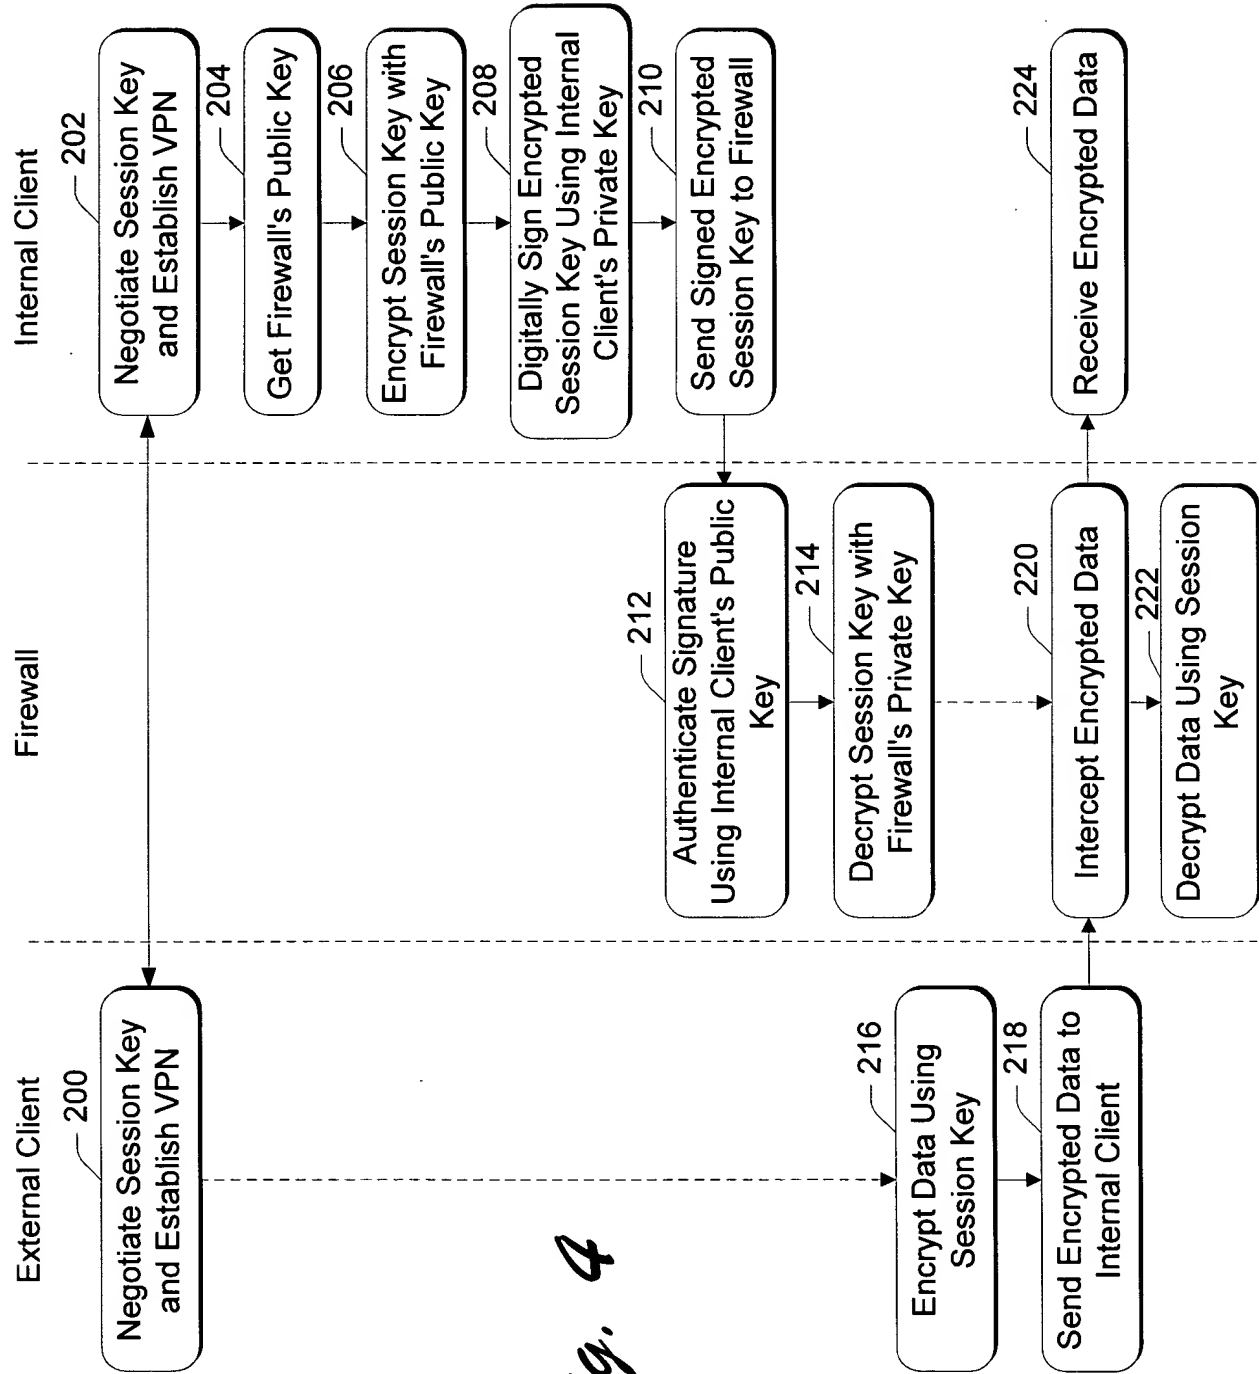 External Client
200
Negotiate Session Key
and Establish VPN
216
Encrypt Data Using
Session Key
218
Send Encrypted Data to
Internal Client
Firewall
212
Authenticate Signature
Using Internal Client's Public
Key
214
Decrypt Session Key with
Firewall's Private Key
220
Intercept Encrypted Data
222
Decrypt Data Using Session
Key
Internal Client
202
Negotiate Session Key
and Establish VPN
204
Get Firewall's Public Key
206
Encrypt Session Key with
Firewall's Public Key
208
Digitally Sign Encrypted
Session Key Using Internal
Client's Private Key
210
Send Signed Encrypted
Session Key to Firewall
224
Receive Encrypted Data
4